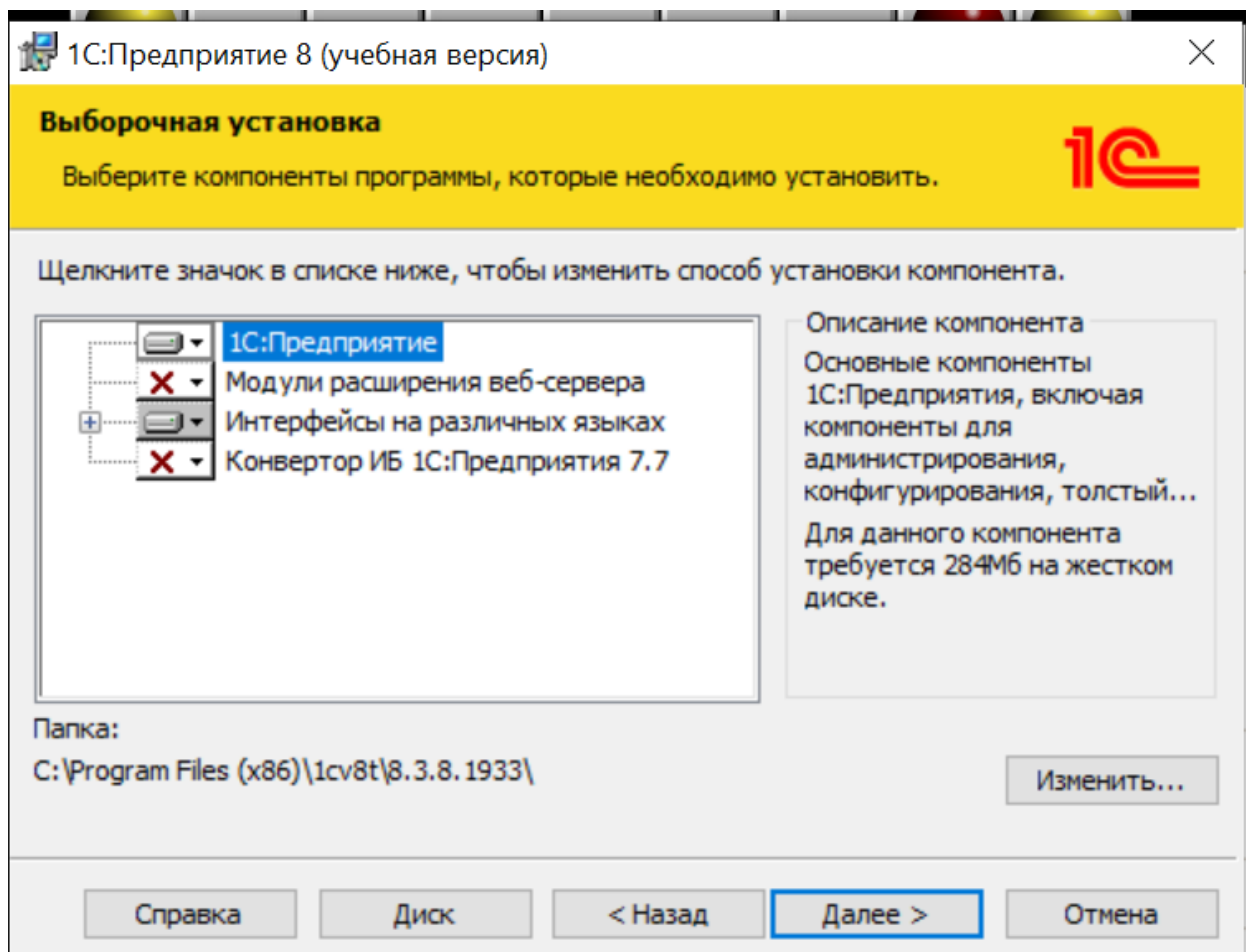 1С:Предприятие 8 (учебная версия)
Выборочная установка
Выберите компоненты программы, которые необходимо установить.
1С
Щелкните значок в списке ниже, чтобы изменить способ установки компонента.
1С:Предприятие
Модули расширения веб-сервера
Интерфейсы на различных языках
Конвертор ИБ 1С:Предприятия 7.7
Описание компонента
Основные компоненты
1С:Предприятия, включая
компоненты для
администрирования,
конфигурирования, толстый...
Для данного компонента
требуется 284Мб на жестком
диске.
Папка:
C:\Program Files (x86)\1cv8t\8.3.8.1933\
Изменить...
Справка
Диск
< Назад
Далее >
Отмена